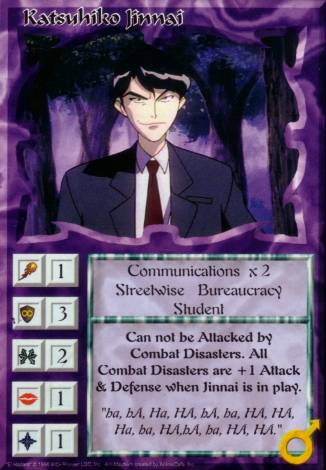 Katsuhiko Jinnai
1
3
2
1
1
Communications x 2
Streetwise Bureaucracy
Student
Can not be Attacked by
Combat Disasters. All
Combat Disasters are +1 Attack
& Defense when Jinnai is in play.
"ha, hA, Ha, HA, hA, ha, HA, HA,
Ha, ha, HA,hA, ha, HA, HA."